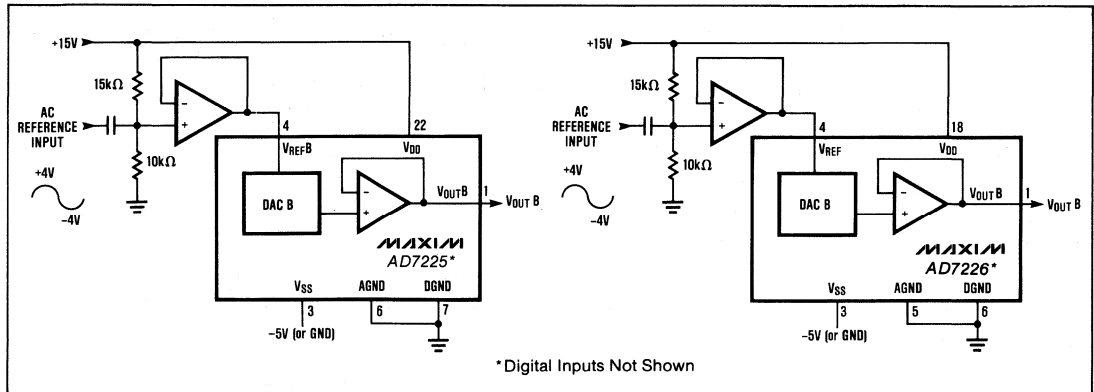 +15V
15kΩ
AC
REFERENCE
INPUT
10kΩ
+4V
−4V
4
22
VREFB
VDD
DAC B
−
+
−
+
VOUTB
1
VOUT B
MAXIM
AD7225*
VSS
AGND
DGND
3
6
7
−5V (or GND)
+15V
15kΩ
AC
REFERENCE
INPUT
10kΩ
+4V
−4V
4
18
VREF
VDD
DAC B
−
+
−
+
VOUTB
1
VOUT B
MAXIM
AD7226*
VSS
AGND
DGND
3
5
6
−5V (or GND)
*Digital Inputs Not Shown